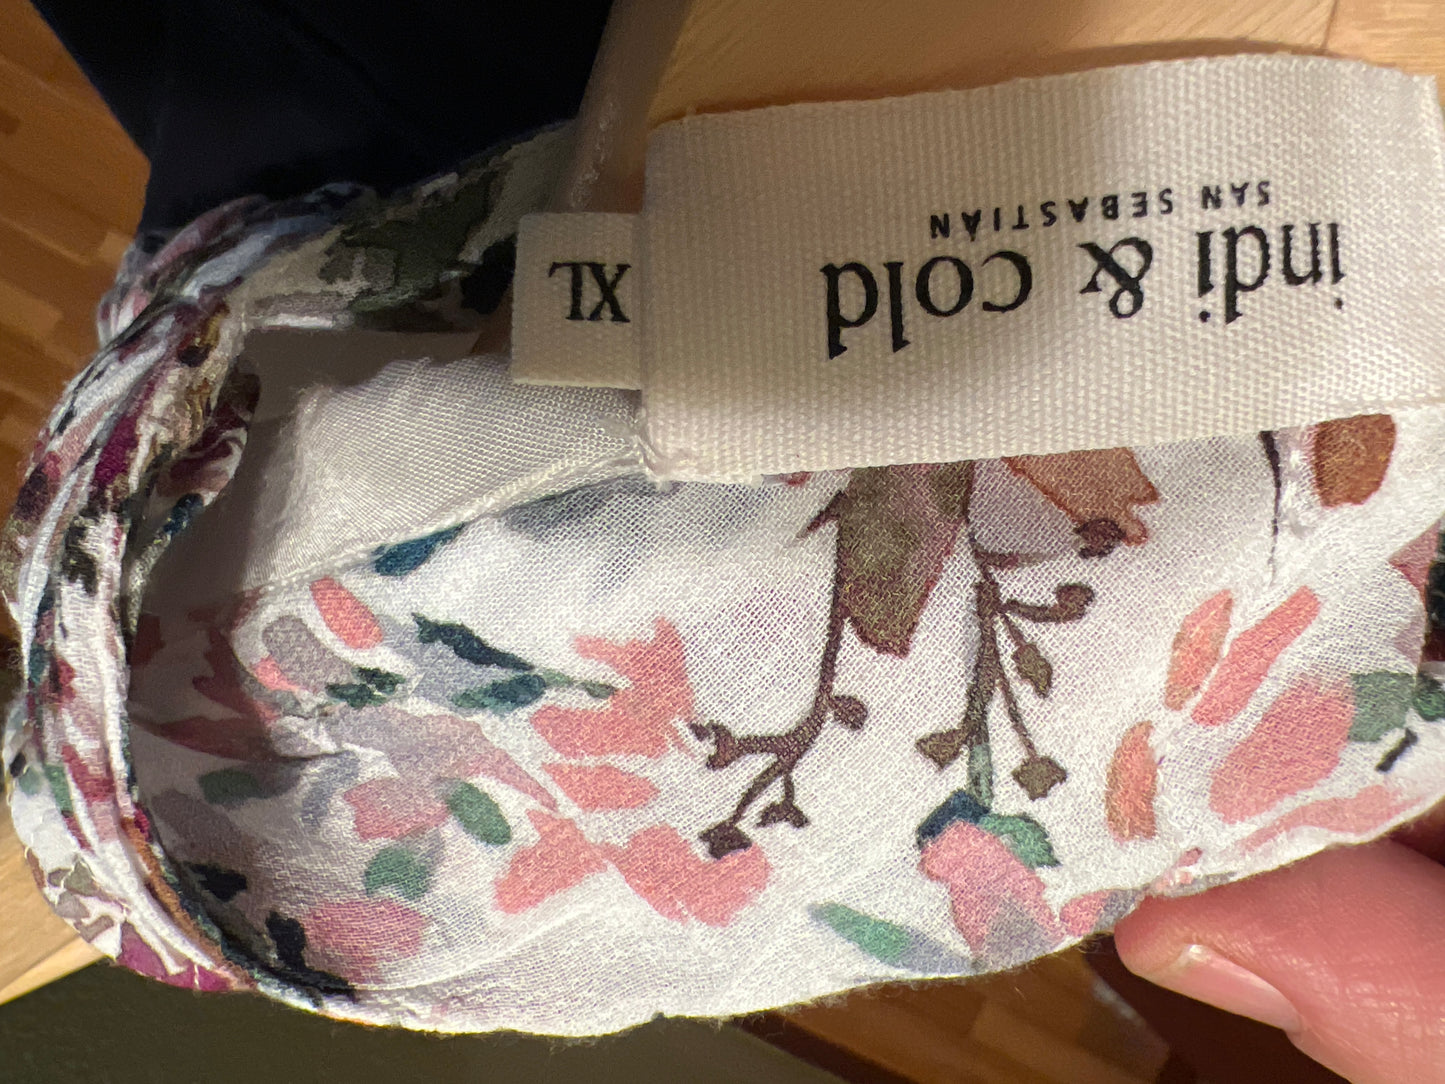 indi & cold
SAN SEBASTIÁN
XL